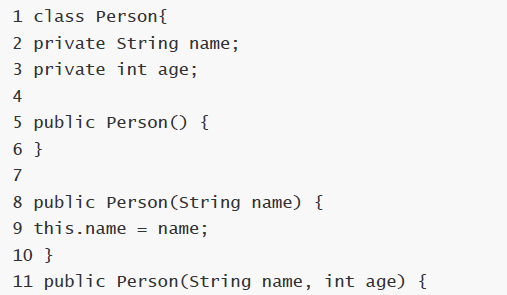 1 class Person{
2 private String name;
3 private int age;
4
5 public Person() {
6 }
7
8 public Person(String name) {
9 this.name = name;
10 }
11 public Person(String name, int age) {